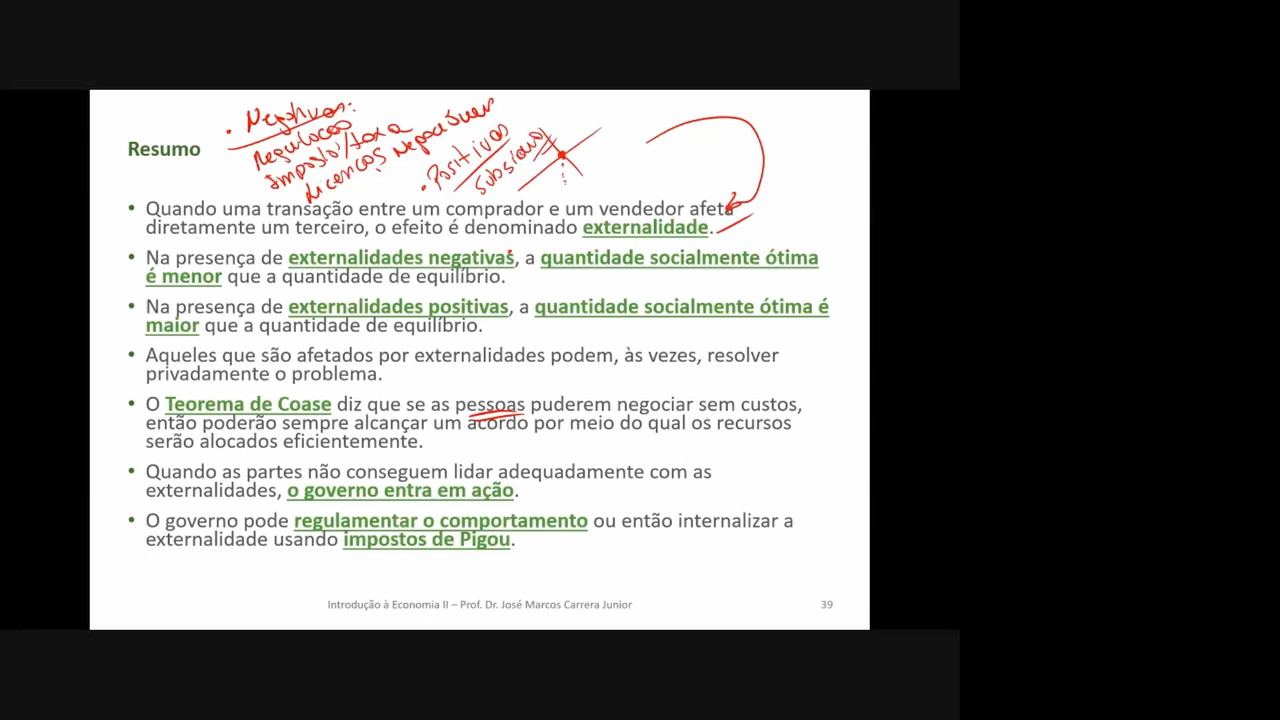 • Negativas:
Regulação
Imposto/taxa
Licenças Negociáveis
• Positivas
Subsídios
Resumo
• Quando uma transação entre um comprador e um vendedor afeta
diretamente um terceiro, o efeito é denominado externalidade.
• Na presença de externalidades negativas, a quantidade socialmente ótima
é menor que a quantidade de equilíbrio.
• Na presença de externalidades positivas, a quantidade socialmente ótima é
maior que a quantidade de equilíbrio.
• Aqueles que são afetados por externalidades podem, às vezes, resolver
privadamente o problema.
• O Teorema de Coase diz que se as pessoas puderem negociar sem custos,
então poderão sempre alcançar um acordo por meio do qual os recursos
serão alocados eficientemente.
• Quando as partes não conseguem lidar adequadamente com as
externalidades, o governo entra em ação.
• O governo pode regulamentar o comportamento ou então internalizar a
externalidade usando impostos de Pigou.
Introdução à Economia II – Prof. Dr. José Marcos Carrera Junior
39